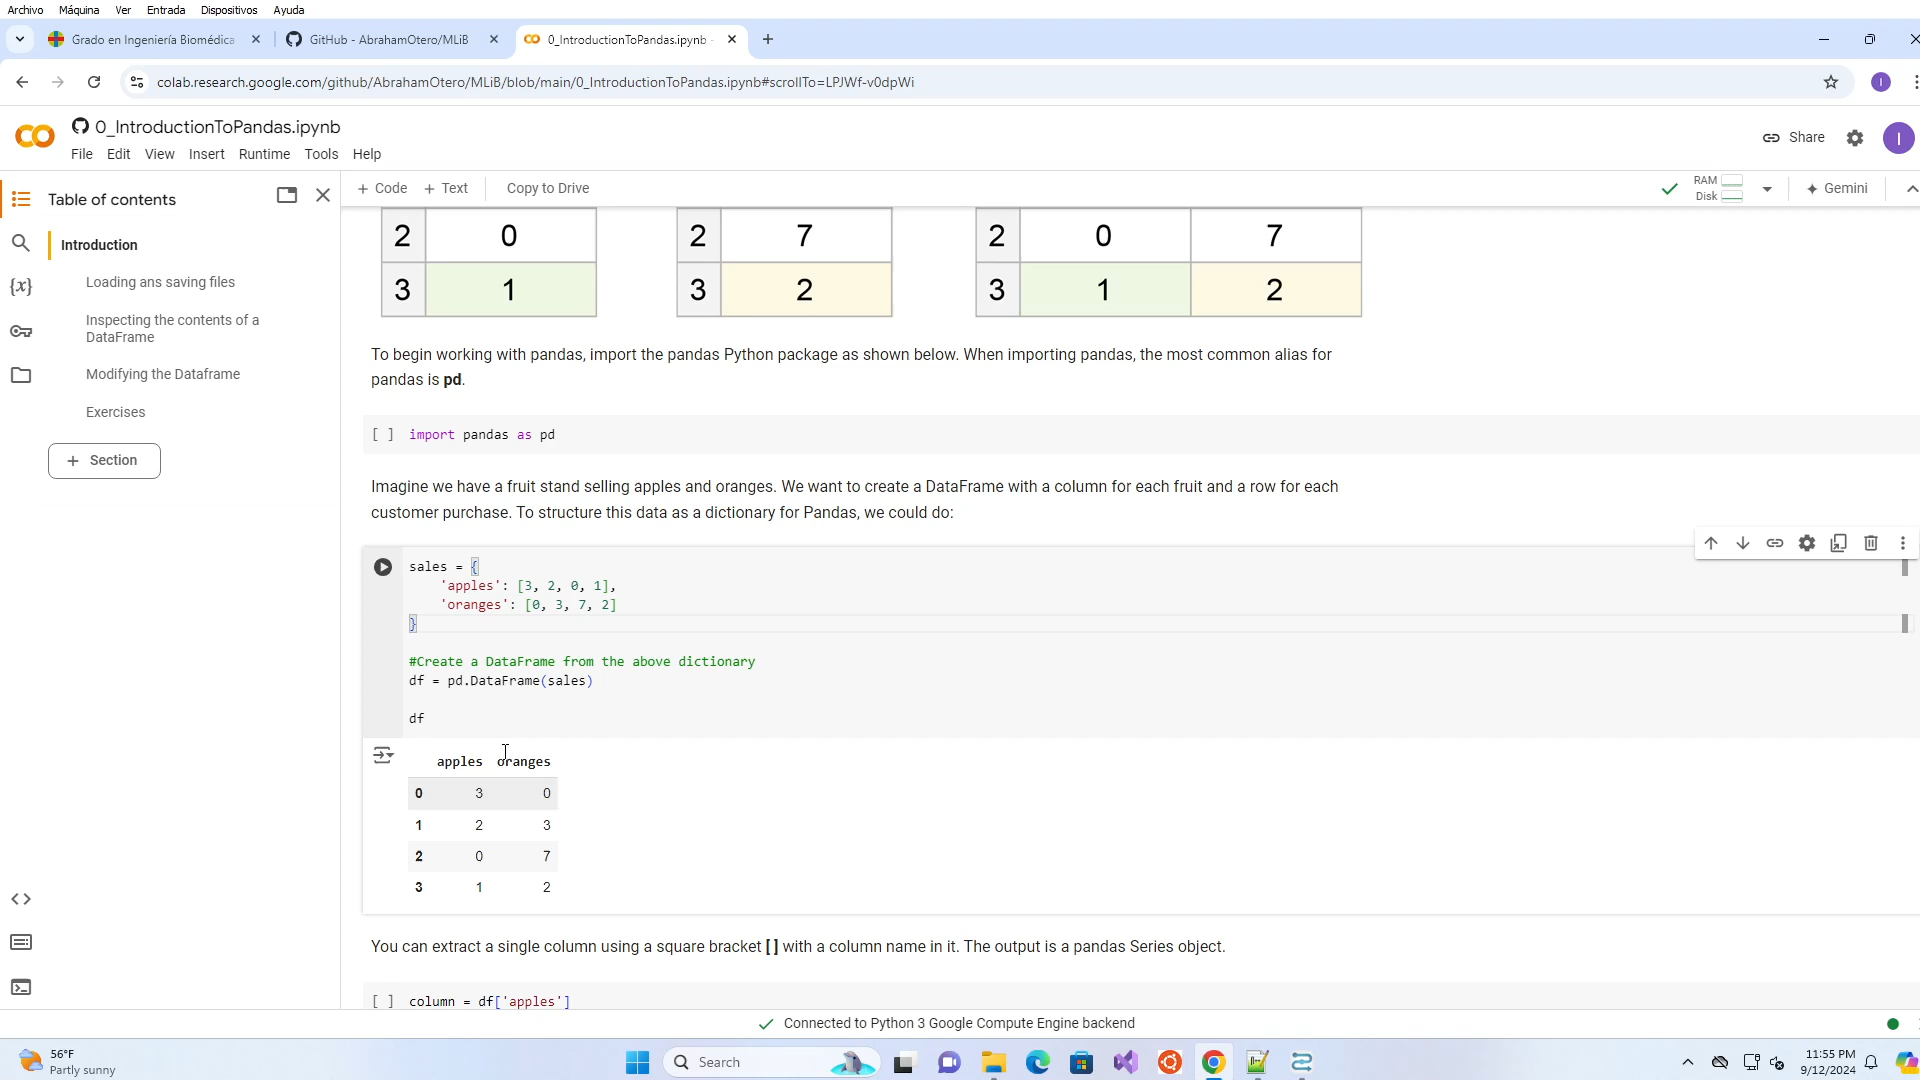 Archivo Máquina Ver Entrada Dispositivos Ayuda
Grado en Ingeniería Biomédica GitHub - AbrahamOtero/MLiB 0_IntroductionToPandas.ipynb
colab.research.google.com/github/AbrahamOtero/MLiB/blob/main/0_IntroductionToPandas.ipynb#scrollTo=LPJWf-v0dpWi
I
0_IntroductionToPandas.ipynb
Share
I
File Edit View Insert Runtime Tools Help
Table of contents
+ Code + Text Copy to Drive
RAM
Disk
Gemini
Introduction
Loading ans saving files
Inspecting the contents of a
DataFrame
Modifying the Dataframe
Exercises
+ Section
{x}
2 0 2 7 2 0 7
3 1 3 2 3 1 2
To begin working with pandas, import the pandas Python package as shown below. When importing pandas, the most common alias for
pandas is pd.
[ ] import pandas as pd
Imagine we have a fruit stand selling apples and oranges. We want to create a DataFrame with a column for each fruit and a row for each
customer purchase. To structure this data as a dictionary for Pandas, we could do:
sales = {
'apples': [3, 2, 0, 1],
'oranges': [0, 3, 7, 2]
}
#Create a DataFrame from the above dictionary
df = pd.DataFrame(sales)
df
apples oranges
0 3 0
1 2 3
2 0 7
3 1 2
You can extract a single column using a square bracket [ ] with a column name in it. The output is a pandas Series object.
[ ] column = df['apples']
Connected to Python 3 Google Compute Engine backend
56°F
Partly sunny
Search
11:55 PM
9/12/2024